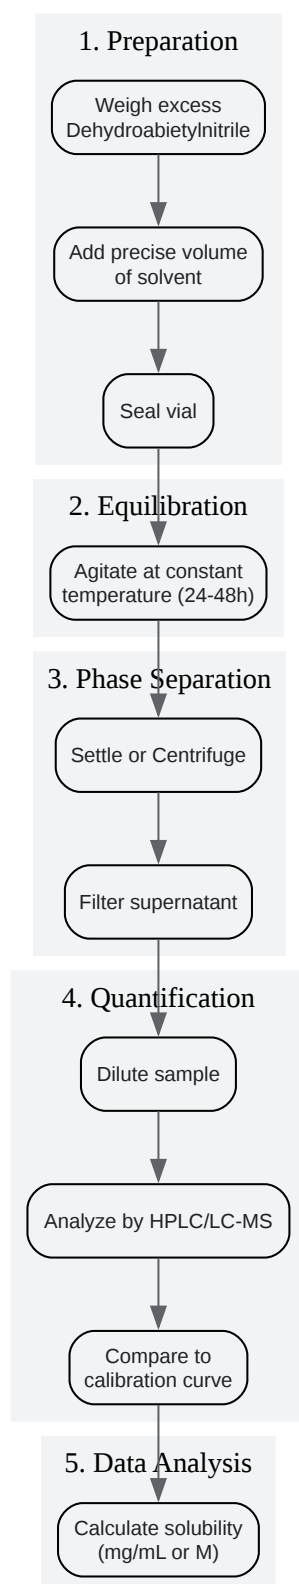 1. Preparation
Weigh excess
Dehydroabietylnitrile
Add precise volume
of solvent
Seal vial
2. Equilibration
Agitate at constant
temperature (24-48h)
3. Phase Separation
Settle or Centrifuge
Filter supernatant
4. Quantification
Dilute sample
Analyze by HPLC/LC-MS
Compare to
calibration curve
5. Data Analysis
Calculate solubility
(mg/mL or M)